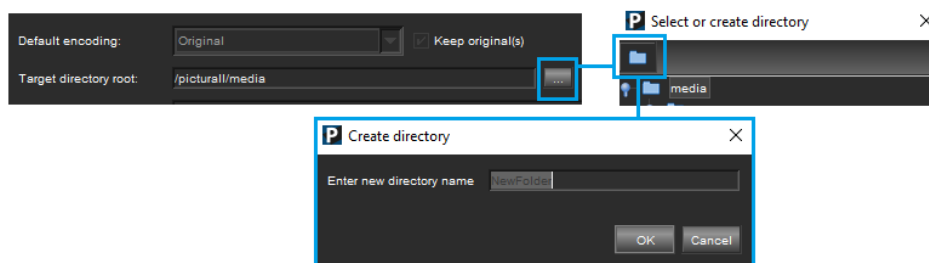 Default encoding: Original Keep original(s)
Target directory root: /picturall/media ...
P Select or create directory
media
P Create directory
Enter new directory name NewFolder
OK Cancel